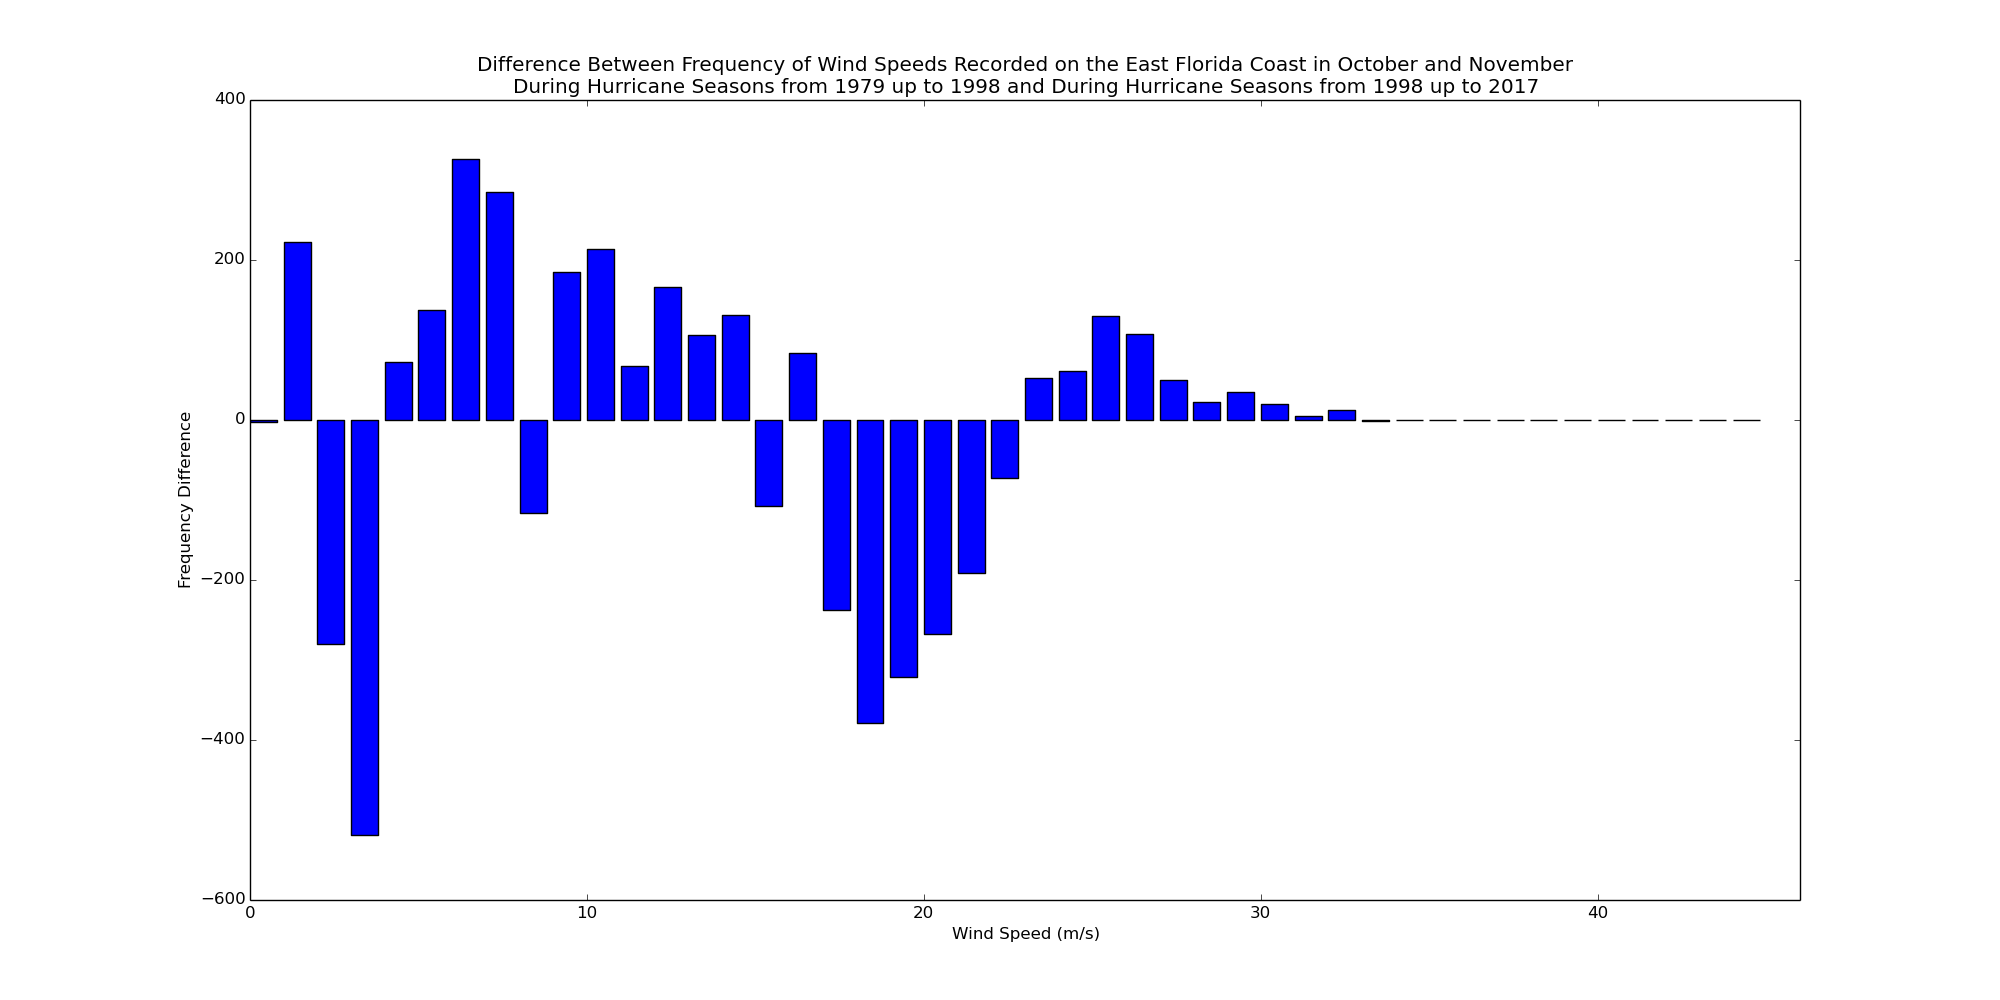 Difference Between Frequency of Wind Speeds Recorded on the East Florida Coast in October and November
During Hurricane Seasons from 1979 up to 1998 and During Hurricane Seasons from 1998 up to 2017
400
200
0
−200
−400
−600
Frequency Difference
0 10 20 30 40
Wind Speed (m/s)